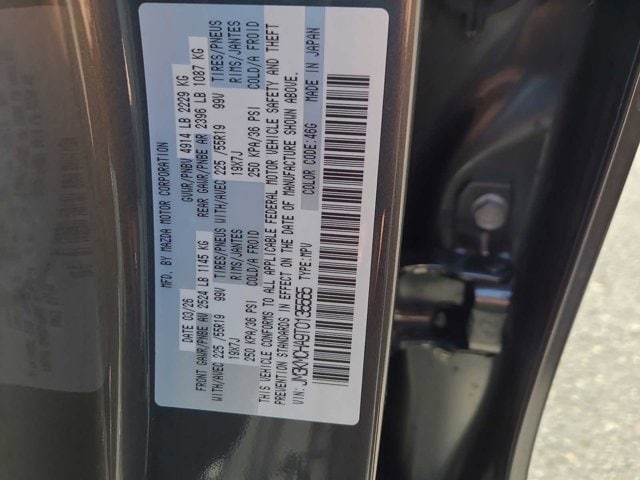 MFD. BY MAZDA MOTOR CORPORATION
DATE 03/26 GVWR/PNBV 4914 LB 2229 KG
FRONT GAWR/PNBE AV 2524 LB 1145 KG REAR GAWR/PNBE AR 2396 LB 1087 KG
WITH/AVEC 225 /55R19 99V TIRES/PNEUS WITH/AVEC 225 /55R19 99V TIRES/PNEUS
19X7J RIMS/JANTES 19X7J RIMS/JANTES
250 KPA/36 PSI COLD/A FROID 250 KPA/36 PSI COLD/A FROID
THIS VEHICLE CONFORMS TO ALL APPLICABLE FEDERAL MOTOR VEHICLE SAFETY AND THEFT
PREVENTION STANDARDS IN EFFECT ON THE DATE OF MANUFACTURE SHOWN ABOVE.
VIN: TYPE: MPV COLOR CODE: 46G MADE IN JAPAN